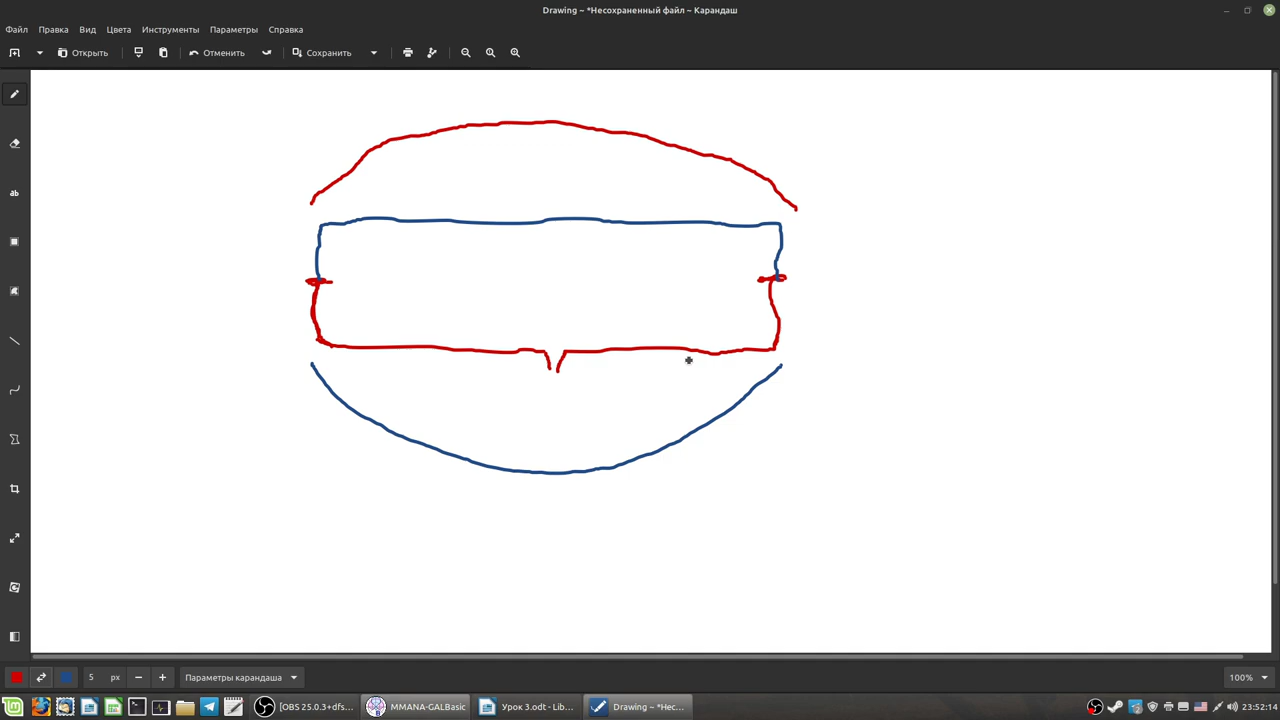 Drawing ~ *Несохраненный файл ~ Карандаш
Файл Правка Вид Цвета Инструменты Параметры Справка
Открыть Отменить Сохранить
ab
5 px Параметры карандаша 100%
[OBS 25.0.3+dfs... MMANA-GALBasic Урок 3.odt - Lib... Drawing ~ *Нес... 23:52:14